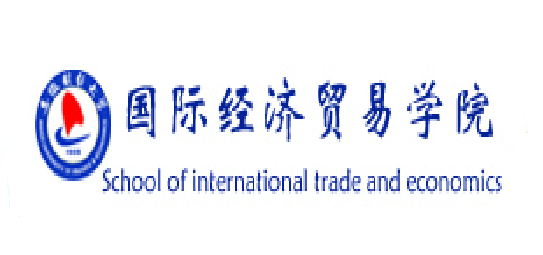 国际经济贸易学院
School of international trade and economics